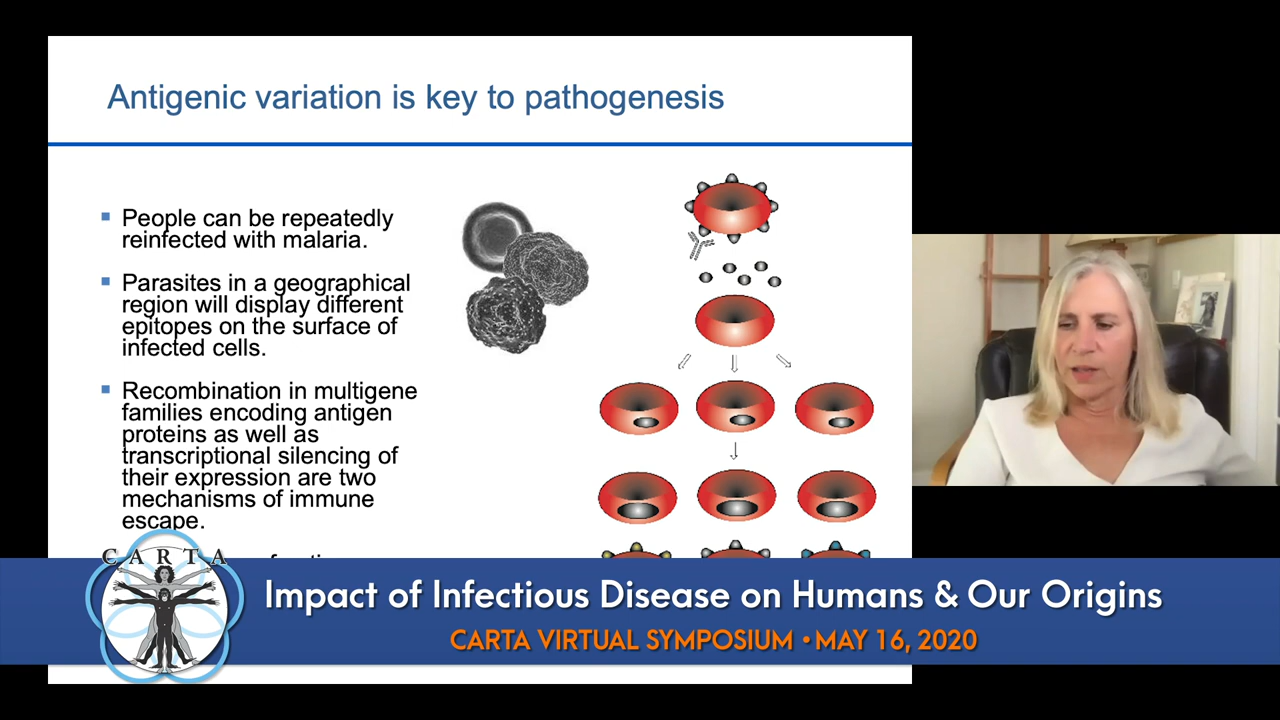 Antigenic variation is key to pathogenesis
People can be repeatedly
reinfected with malaria.
Parasites in a geographical
region will display different
epitopes on the surface of
infected cells.
Recombination in multigene
families encoding antigen
proteins as well as
transcriptional silencing of
their expression are two
mechanisms of immune
escape.
CARTA
Impact of Infectious Disease on Humans & Our Origins
CARTA VIRTUAL SYMPOSIUM • MAY 16, 2020